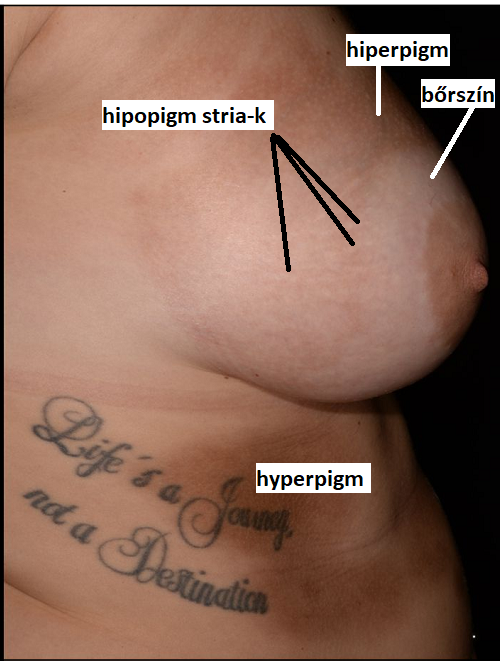 hiperpigm
bőrszín
hipopigm stria-k
Life´s a
Journey,
hyperpigm
not a
Destination